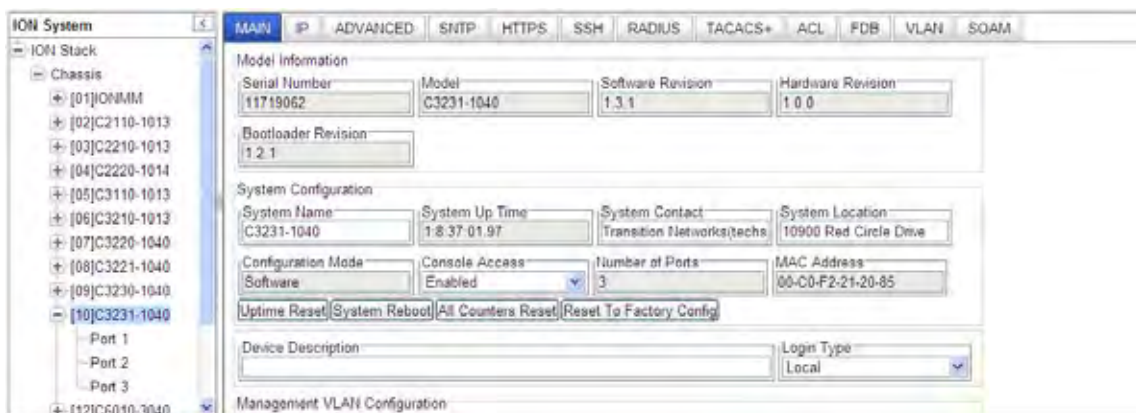 ION System
ION Stack
Chassis
[01]IONMM
[02]C2110-1013
[03]C2210-1013
[04]C2220-1014
[05]C3110-1013
[06]C3210-1013
[07]C3220-1040
[08]C3221-1040
[09]C3230-1040
[10]C3231-1040
Port 1
Port 2
Port 3
[12]C6010-3040
MAIN IP ADVANCED SNTP HTTPS SSH RADIUS TACACS+ ACL FDB VLAN SOAM
Model Information
Serial Number Model Software Revision Hardware Revision
11719062 C3231-1040 1.3.1 1.0.0
Bootloader Revision
1.2.1
System Configuration
System Name System Up Time System Contact System Location
C3231-1040 1:8:37:01.97 Transition Networks(techs 10900 Red Circle Drive
Configuration Mode Console Access Number of Ports MAC Address
Software Enabled 3 00-C0-F2-21-20-85
Uptime Reset System Reboot All Counters Reset Reset To Factory Config
Device Description Login Type
Local
Management VLAN Configuration